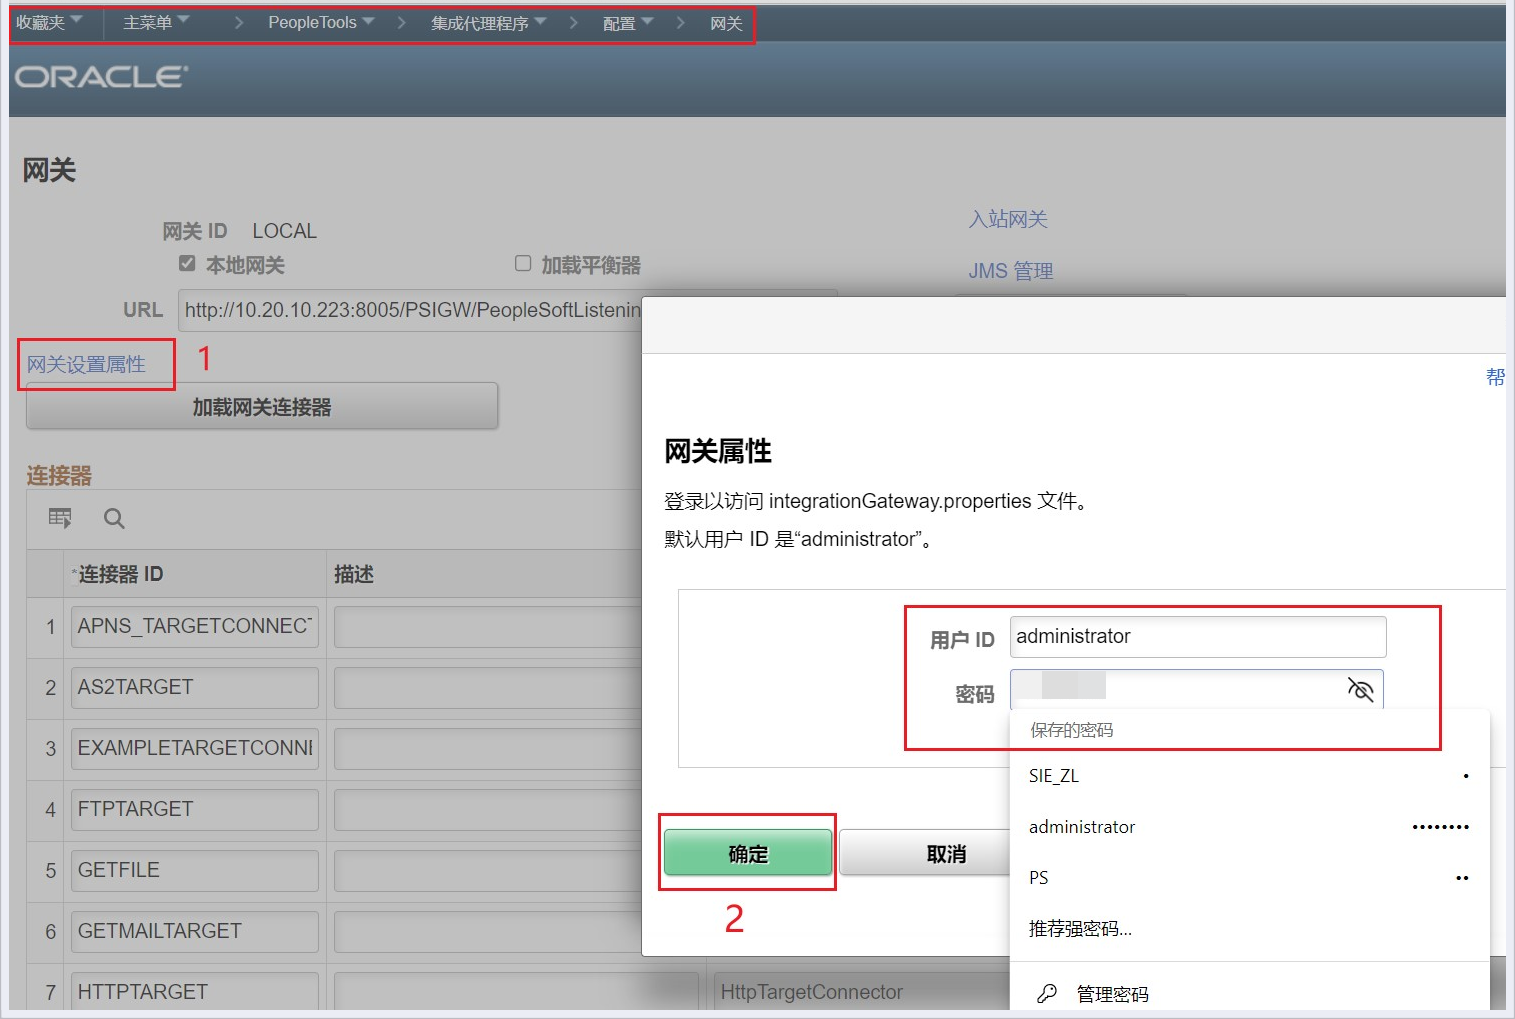 收藏夹 主菜单 > PeopleTools > 集成代理程序 > 配置 > 网关
ORACLE
网关
网关 ID LOCAL
入站网关
本地网关 加载平衡器
JMS 管理
URL http://10.20.10.223:8005/PSIGW/PeopleSoftListenin
网关设置属性 1
加载网关连接器
连接器
*连接器 ID 描述
1 APNS_TARGETCONNECT
2 AS2TARGET
3 EXAMPLETARGETCONNE
4 FTPTARGET
5 GETFILE
6 GETMAILTARGET
7 HTTPTARGET HttpTargetConnector
帮
网关属性
登录以访问 integrationGateway.properties 文件。
默认用户 ID 是“administrator”。
用户 ID administrator
密码
保存的密码
SIE_ZL •
administrator ••••••••
PS ••
推荐强密码...
管理密码
确定 取消
2